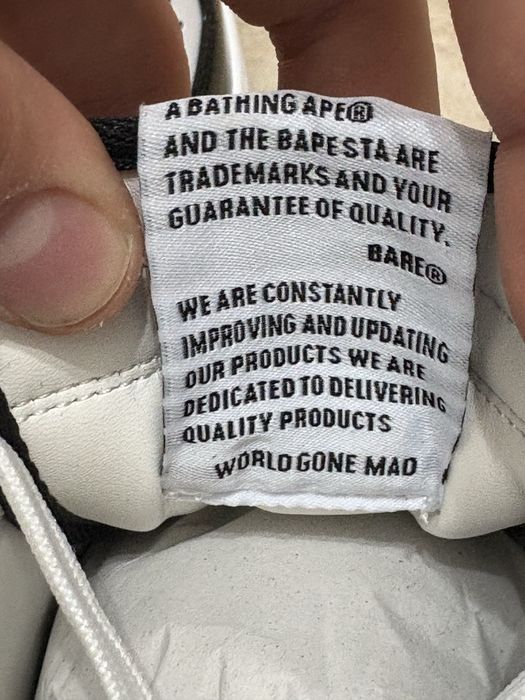 A BATHING APE®
AND THE BAPESTA ARE
TRADEMARKS AND YOUR
GUARANTEE OF QUALITY.
BARE®
WE ARE CONSTANTLY
IMPROVING AND UPDATING
OUR PRODUCTS WE ARE
DEDICATED TO DELIVERING
QUALITY PRODUCTS
WORLD GONE MAD